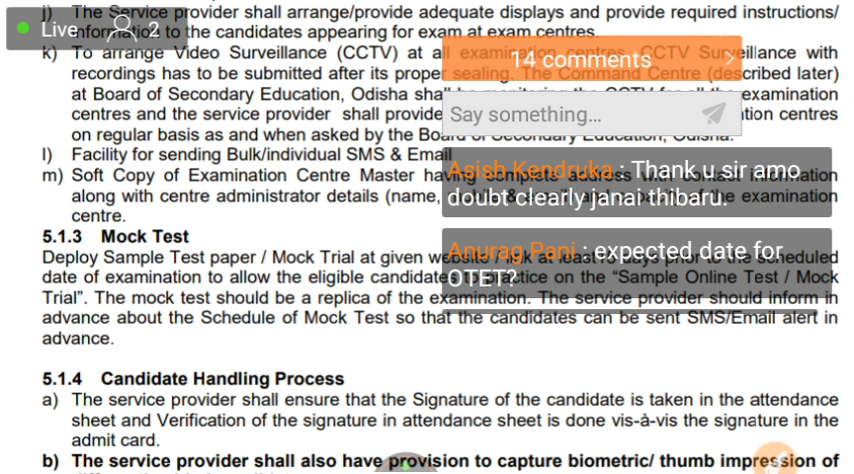 j) The Service provider shall arrange/provide adequate displays and provide required instructions/
Live 2
Information to the candidates appearing for exam at exam centres.
k) To arrange Video Surveillance (CCTV) at all examination centres. CCTV Surveillance with
14 comments
recordings has to be submitted after its proper sealing. The Command Centre (described later)
at Board of Secondary Education, Odisha shall be monitoring the CCTV for all the examination
Say something...
centres and the service provider shall provide tion centres
on regular basis as and when asked by the Board of Secondary Education, Odisha.
l) Facility for sending Bulk/individual SMS & Email
Asish Kendruka : Thank u sir amo
doubt clearly janai thibaru.
m) Soft Copy of Examination Centre Master having complete address with contact information
along with centre administrator details (name, of the examination
centre.
5.1.3 Mock Test
Anurag Pani : expected date for
OTET?
Deploy Sample Test paper / Mock Trial at given website / link at least days prior to the scheduled
date of examination to allow the eligible candidates to practice on the “Sample Online Test / Mock
Trial”. The mock test should be a replica of the examination. The service provider should inform in
advance about the Schedule of Mock Test so that the candidates can be sent SMS/Email alert in
advance.
5.1.4 Candidate Handling Process
a) The service provider shall ensure that the Signature of the candidate is taken in the attendance
sheet and Verification of the signature in attendance sheet is done vis-à-vis the signature in the
admit card.
b) The service provider shall also have provision to capture biometric/ thumb impression of